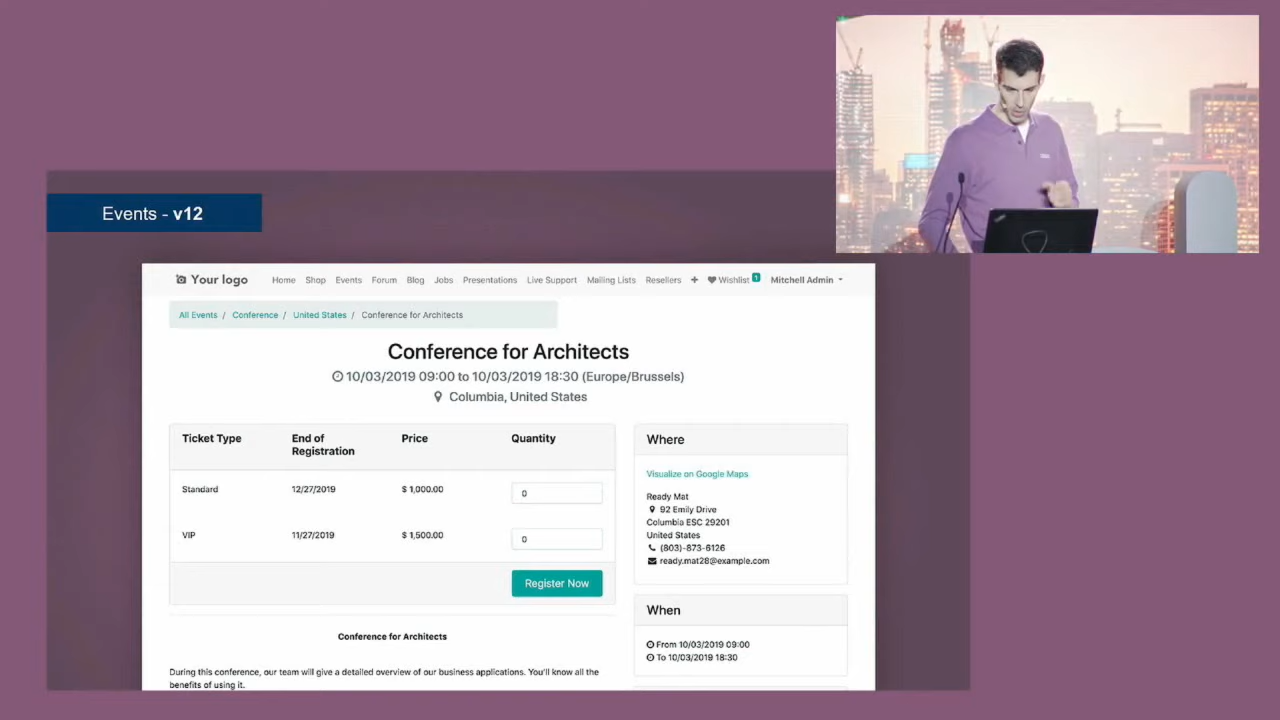 Events - v12
Your logo
Home Shop Events Forum Blog Jobs Presentations Live Support Mailing Lists Resellers + Wishlist 1 Mitchell Admin
All Events / Conference / United States / Conference for Architects
Conference for Architects
10/03/2019 09:00 to 10/03/2019 18:30 (Europe/Brussels)
Columbia, United States
Ticket Type End of Registration Price Quantity
Standard 12/27/2019 $ 1,000.00 0
VIP 11/27/2019 $ 1,500.00 0
Register Now
Conference for Architects
During this conference, our team will give a detailed overview of our business applications. You'll know all the
benefits of using it.
Where
Visualize on Google Maps
Ready Mat
92 Emily Drive
Columbia ESC 29201
United States
(803)-873-6126
ready.mat28@example.com
When
From 10/03/2019 09:00
To 10/03/2019 18:30